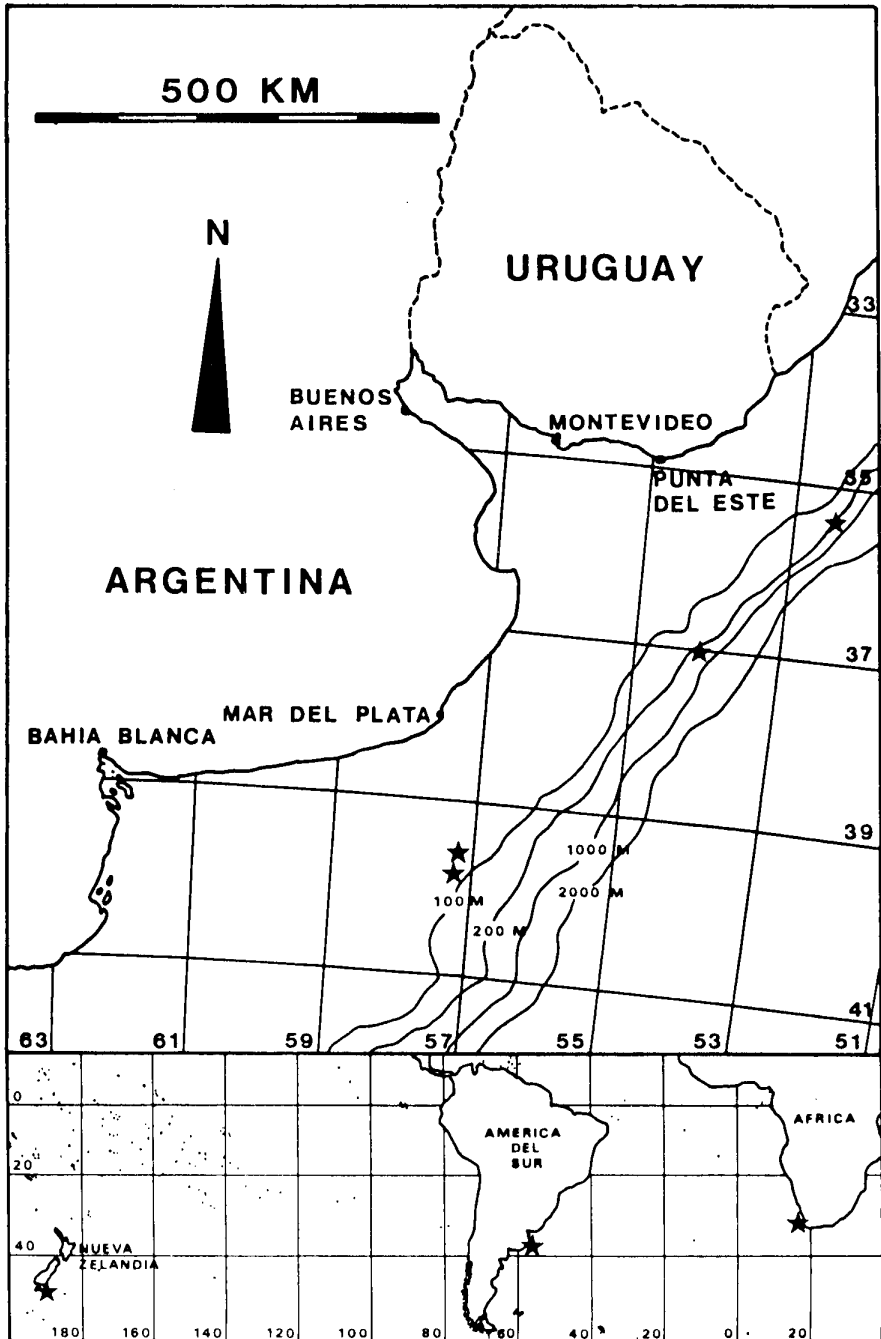 500 KM
N
URUGUAY
33
BUENOS
AIRES
MONTEVIDEO
PUNTA
DEL ESTE
35
ARGENTINA
37
MAR DEL PLATA
BAHIA BLANCA
39
1000 M
2000 M
100 M
200 M
41
63 61 59 57 55 53 51
0
AMERICA
DEL
SUR
AFRICA
20
40
NUEVA
ZELANDIA
180 160 140 120 100 80 60 40 20 0 20